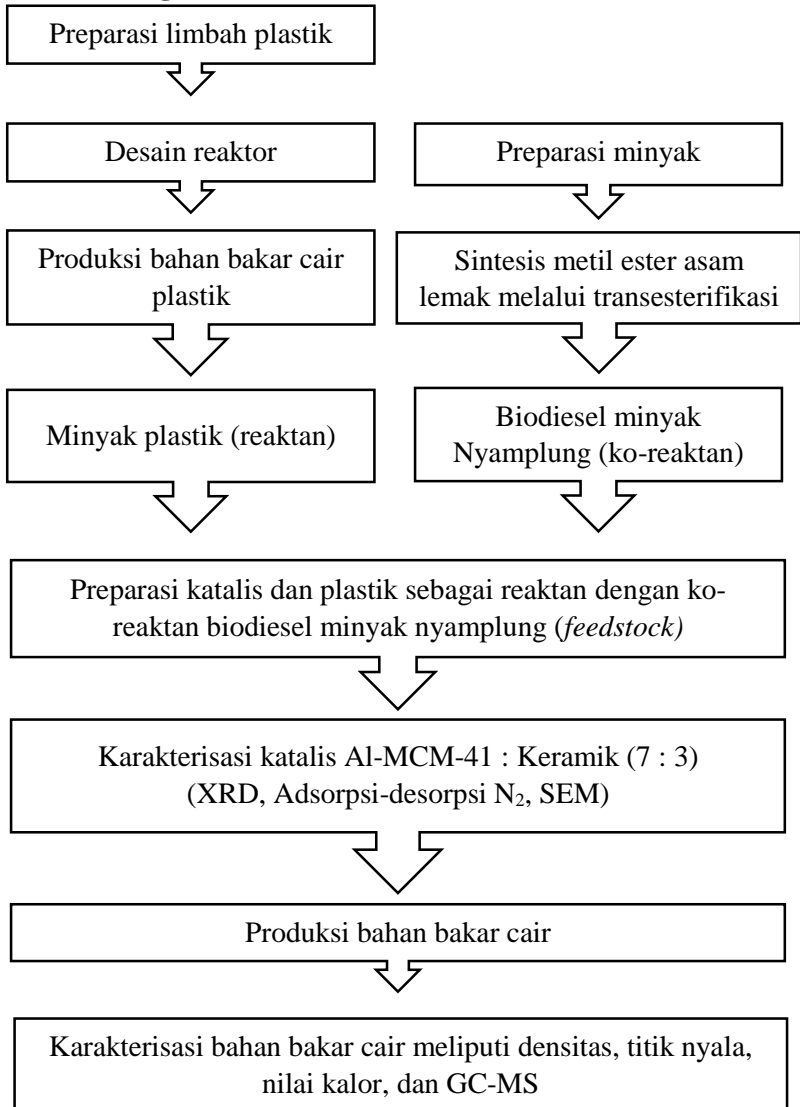 Preparasi limbah plastik
Desain reaktor
Preparasi minyak
Produksi bahan bakar cair
plastik
Sintesis metil ester asam
lemak melalui transesterifikasi
Minyak plastik (reaktan)
Biodiesel minyak
Nyamplung (ko-reaktan)
Preparasi katalis dan plastik sebagai reaktan dengan ko-
reaktan biodiesel minyak nyamplung (feedstock)
Karakterisasi katalis Al-MCM-41 : Keramik (7 : 3)
(XRD, Adsorpsi-desorpsi N₂, SEM)
Produksi bahan bakar cair
Karakterisasi bahan bakar cair meliputi densitas, titik nyala,
nilai kalor, dan GC-MS